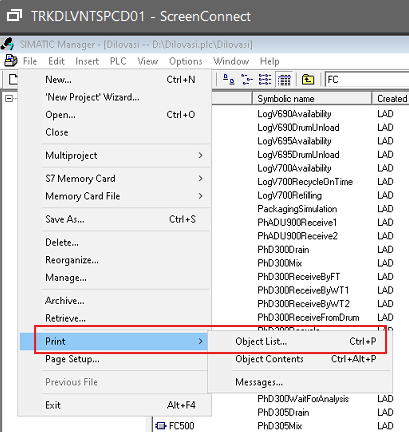 TRKDLVNTSPCD01 - ScreenConnect
SIMATIC Manager - [Dilovasi -- D:\Dilovasi.plc\Dilovasi]
File Edit Insert PLC View Options Window Help
FC
New... Ctrl+N
'New Project' Wizard...
Open... Ctrl+O
Close
Multiproject >
S7 Memory Card >
Memory Card File >
Save As... Ctrl+S
Delete...
Reorganize...
Manage...
Archive...
Retrieve...
Print >
Page Setup...
Previous File
Exit Alt+F4
Object List... Ctrl+P
Object Contents Ctrl+Alt+P
Messages...
Symbolic name Created
LogV690Availability LAD
LogV690DrumUnload LAD
LogV695Availability LAD
LogV695DrumUnload LAD
LogV700Availability LAD
LogV700RecycleOnTime LAD
LogV700Refilling LAD
PackagingSimulation LAD
PhADU900Receive1 LAD
PhADU900Receive2 LAD
PhD300Drain LAD
PhD300Mix LAD
PhD300ReceiveByFT LAD
PhD300ReceiveByWT1 LAD
PhD300ReceiveByWT2 LAD
PhD300ReceiveFromDrum LAD
PhD300WaitForAnalysis LAD
PhD305Drain LAD
FC500 PhD305Mix LAD